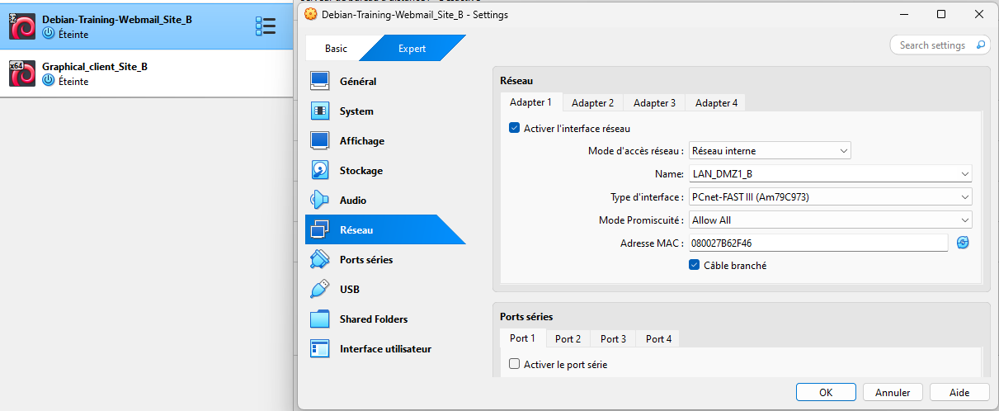 32
Debian-Training-Webmail_Site_B
Éteinte
x64
Graphical_client_Site_B
Éteinte
Debian-Training-Webmail_Site_B - Settings
Basic
Expert
Search settings
Général
System
Affichage
Stockage
Audio
Réseau
Ports séries
USB
Shared Folders
Interface utilisateur
Réseau
Adapter 1
Adapter 2
Adapter 3
Adapter 4
Activer l'interface réseau
Mode d'accès réseau : Réseau interne
Name: LAN_DMZ1_B
Type d'interface : PCnet-FAST III (Am79C973)
Mode Promiscuité : Allow All
Adresse MAC : 080027B62F46
Câble branché
Ports séries
Port 1
Port 2
Port 3
Port 4
Activer le port série
OK
Annuler
Aide